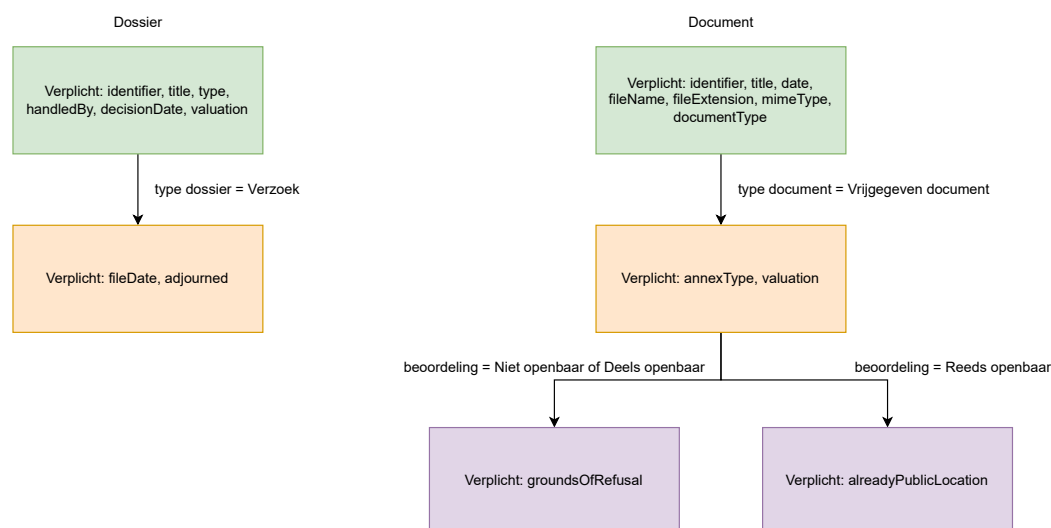 Dossier
Verplicht: identifier, title, type,
handledBy, decisionDate, valuation
type dossier = Verzoek
Verplicht: fileDate, adjourned
Document
Verplicht: identifier, title, date,
fileName, fileExtension, mimeType,
documentType
type document = Vrijgegeven document
Verplicht: annexType, valuation
beoordeling = Niet openbaar of Deels openbaar
beoordeling = Reeds openbaar
Verplicht: groundsOfRefusal
Verplicht: alreadyPublicLocation